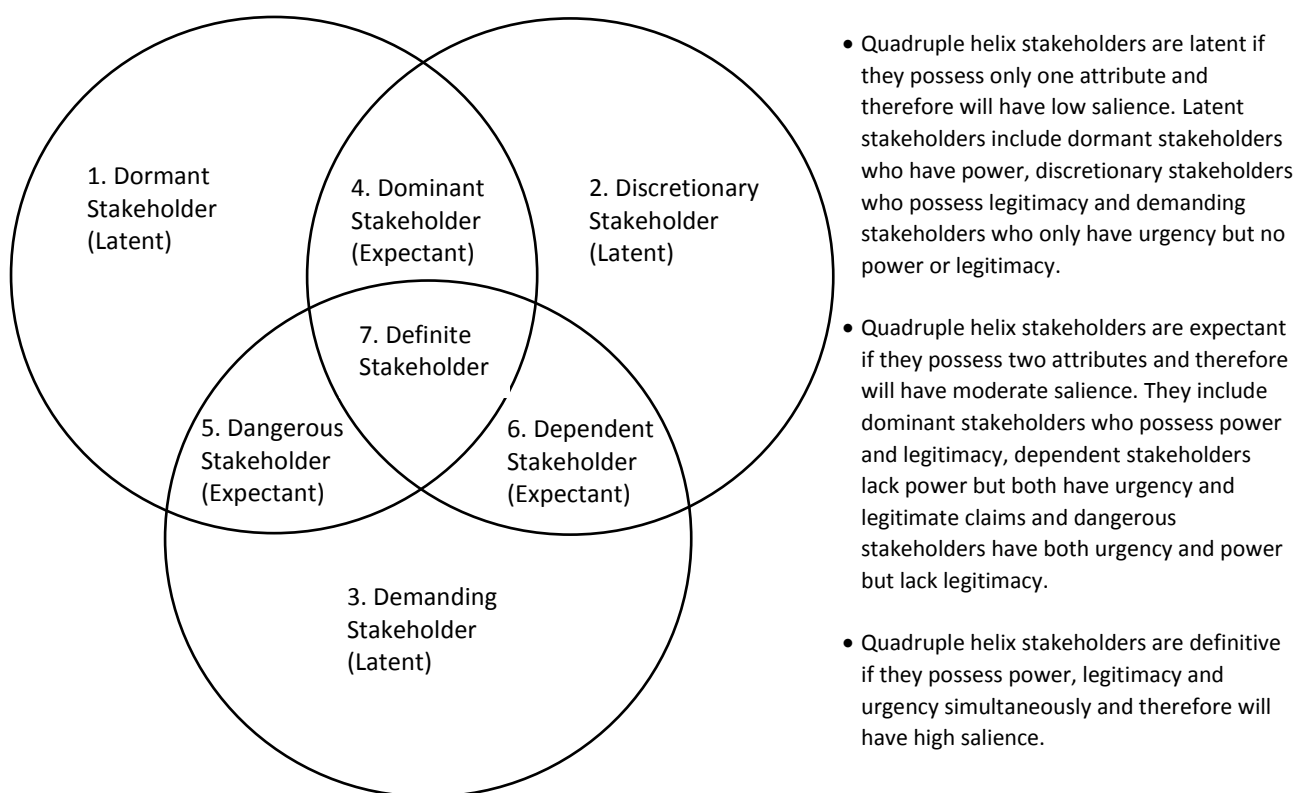 1. Dormant
Stakeholder
(Latent)
4. Dominant
Stakeholder
(Expectant)
2. Discretionary
Stakeholder
(Latent)
7. Definite
Stakeholder
5. Dangerous
Stakeholder
(Expectant)
6. Dependent
Stakeholder
(Expectant)
3. Demanding
Stakeholder
(Latent)
• Quadruple helix stakeholders are latent if
they possess only one attribute and
therefore will have low salience. Latent
stakeholders include dormant stakeholders
who have power, discretionary stakeholders
who possess legitimacy and demanding
stakeholders who only have urgency but no
power or legitimacy.
• Quadruple helix stakeholders are expectant
if they possess two attributes and therefore
will have moderate salience. They include
dominant stakeholders who possess power
and legitimacy, dependent stakeholders
lack power but both have urgency and
legitimate claims and dangerous
stakeholders have both urgency and power
but lack legitimacy.
• Quadruple helix stakeholders are definitive
if they possess power, legitimacy and
urgency simultaneously and therefore will
have high salience.